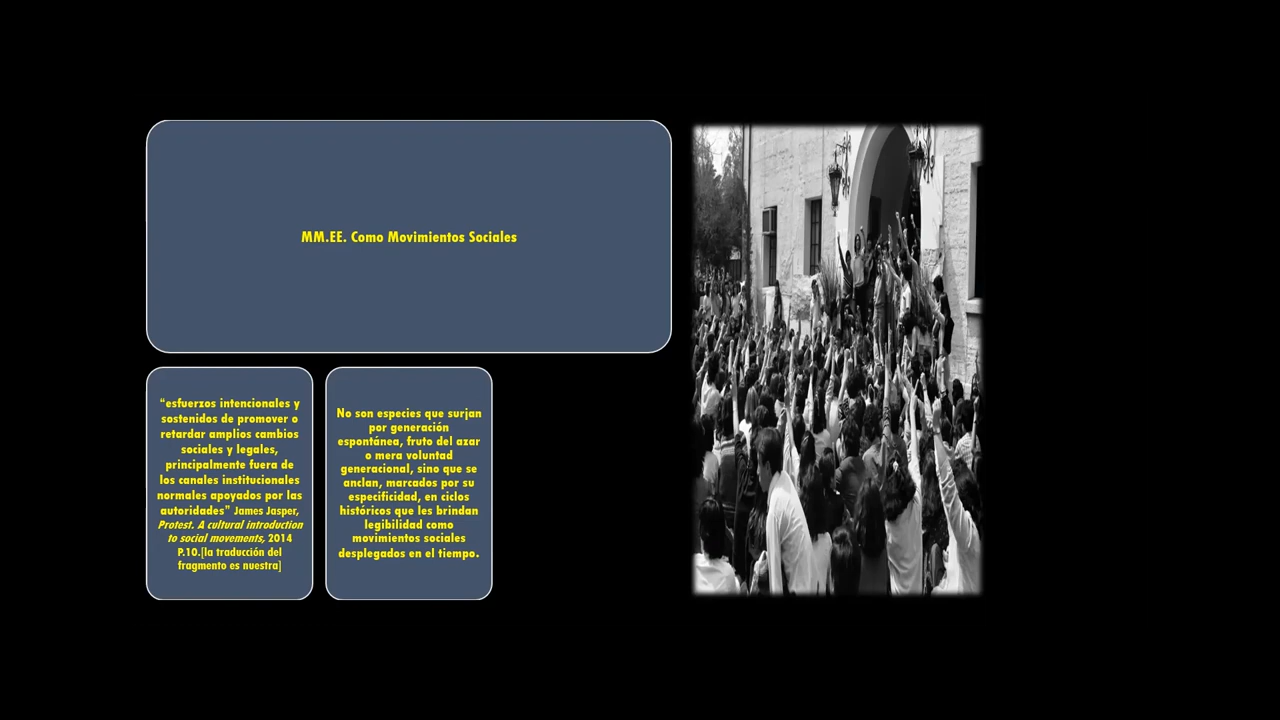 MM.EE. Como Movimientos Sociales
“esfuerzos intencionales y
sostenidos de promover o
retardar amplios cambios
sociales y legales,
principalmente fuera de
los canales institucionales
normales apoyados por las
autoridades” James Jasper,
Protest. A cultural introduction
to social movements, 2014
P.10.[la traducción del
fragmento es nuestra]
No son especies que surjan
por generación
espontánea, fruto del azar
o mera voluntad
generacional, sino que se
anclan, marcados por su
especificidad, en ciclos
históricos que les brindan
legibilidad como
movimientos sociales
desplegados en el tiempo.